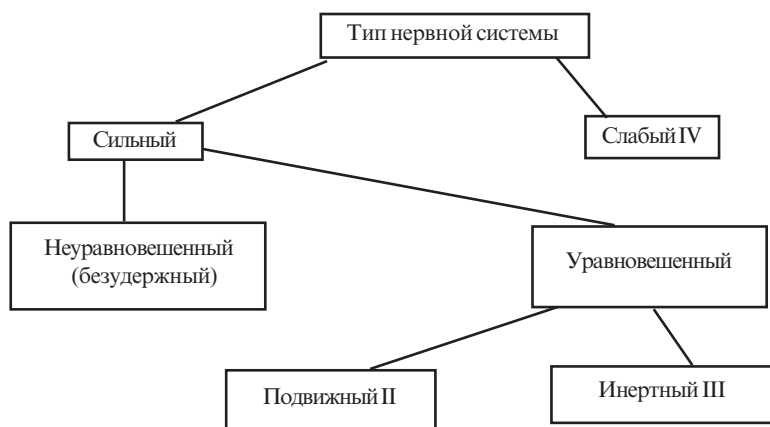 Тип нервной системы
Сильный
Слабый IV
Неуравновешенный
(безудержный)
Уравновешенный
Подвижный II
Инертный III